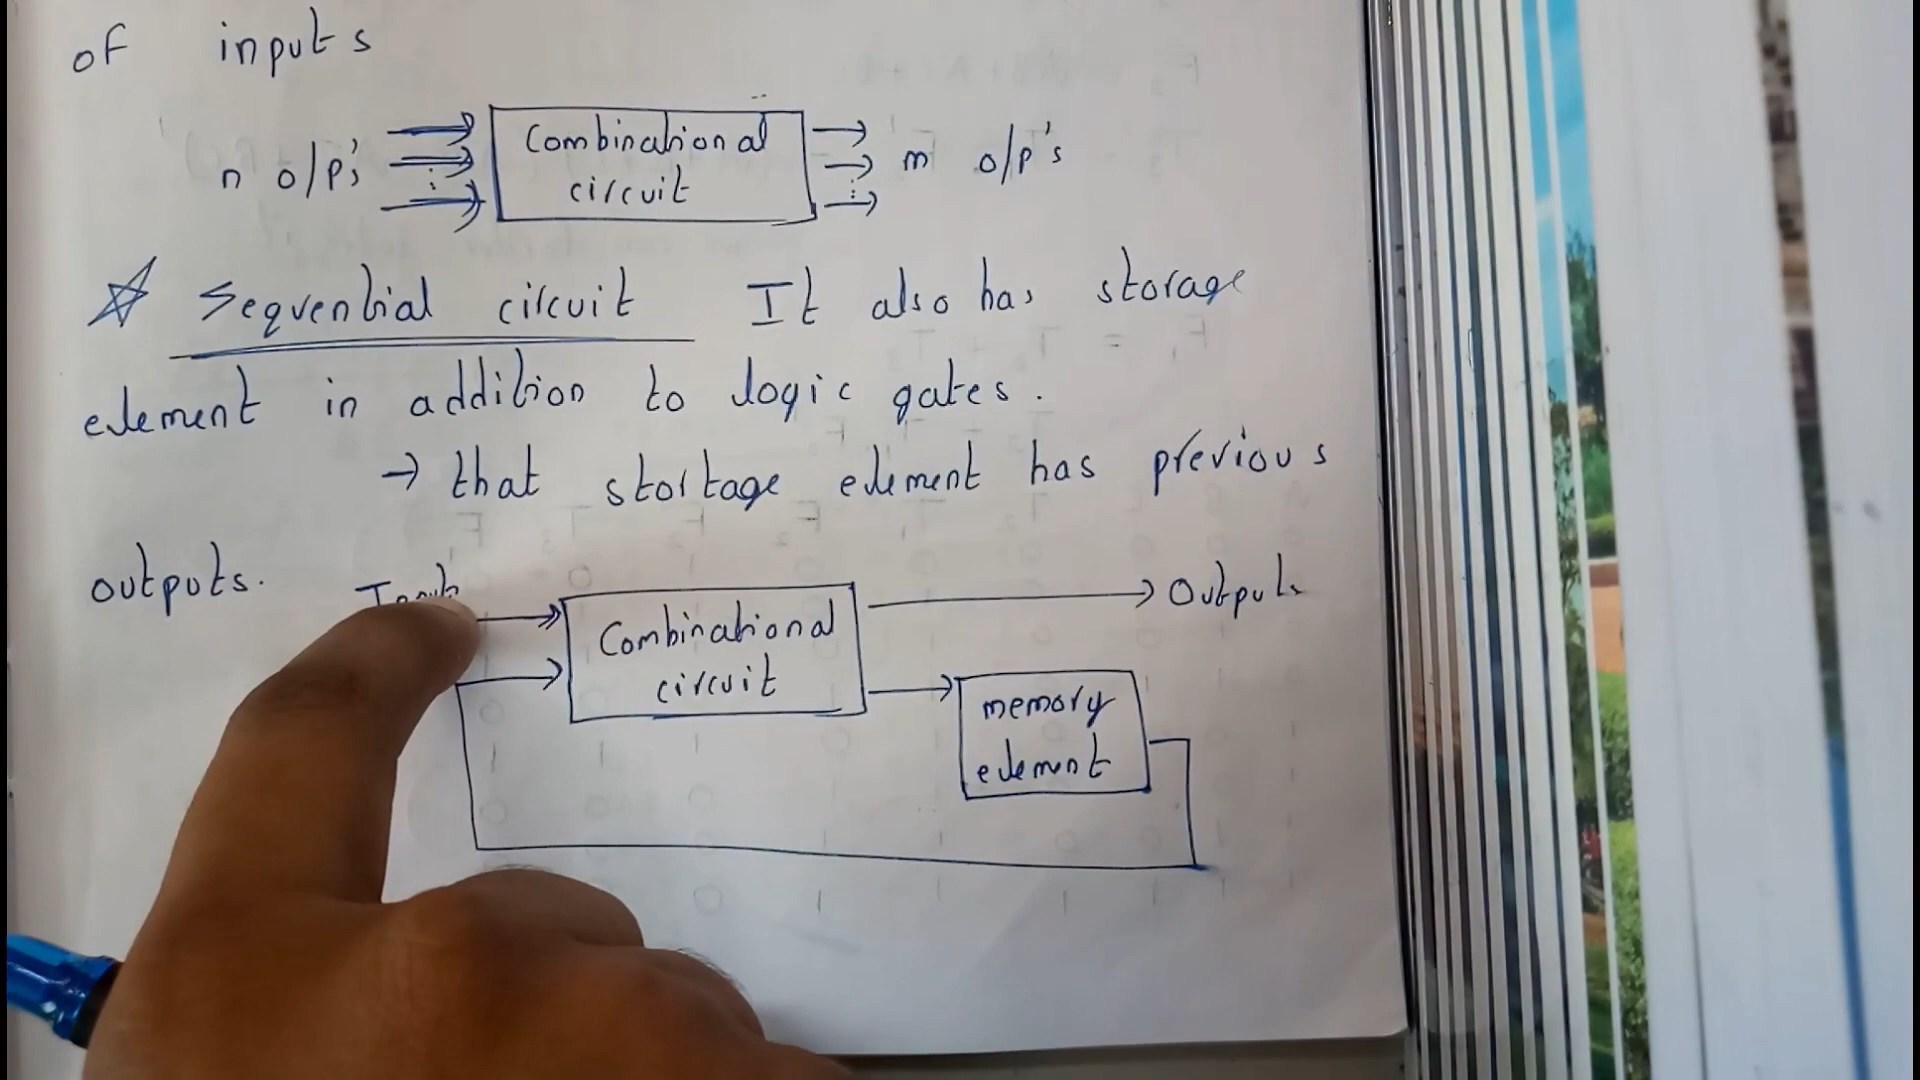 of inputs
n o/p's Combinational circuit m o/p's
Sequential circuit It also has storage
element in addition to logic gates.
→ that stortage element has previous
outputs.
Combinational circuit Outputs
memory element